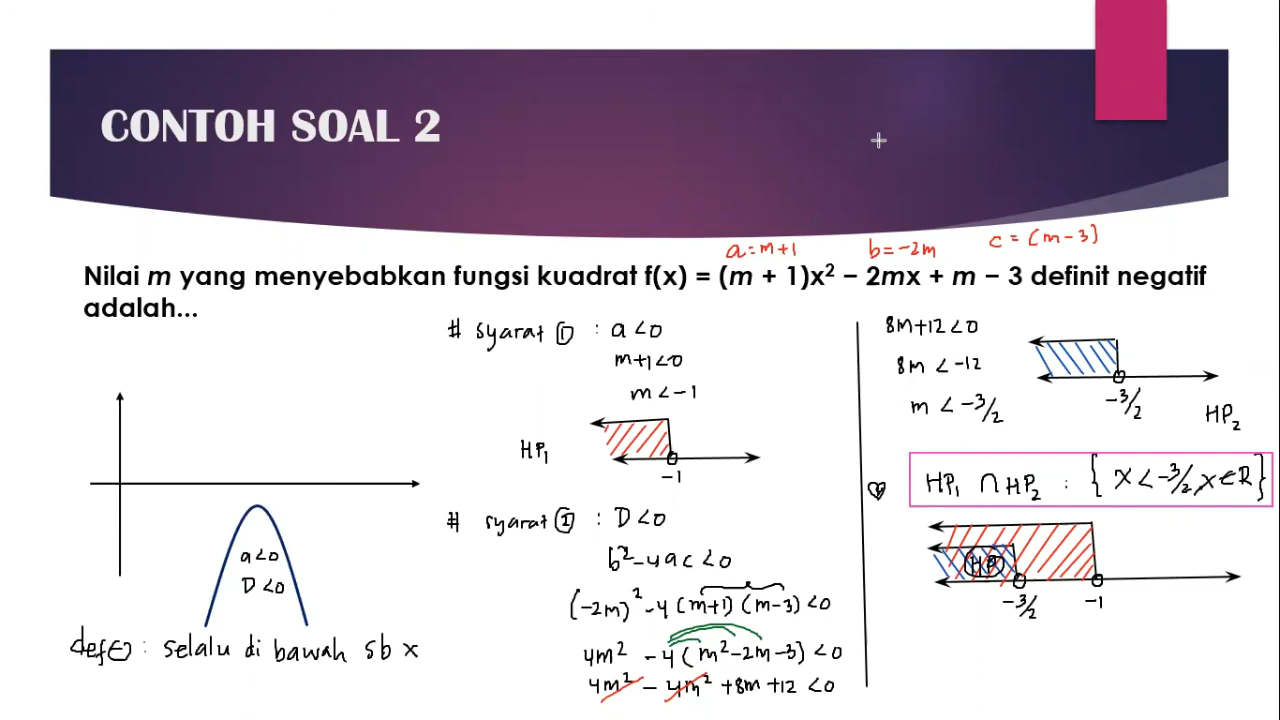 CONTOH SOAL 2
a = m+1 b = -2m c = (m-3)
Nilai m yang menyebabkan fungsi kuadrat f(x) = (m + 1)x² − 2mx + m − 3 definit negatif
adalah...
a<0
D<0
def ⊖ : selalu di bawah sb x
# syarat ① : a<0
m+1<0
m < -1
HP₁
-1
# syarat ② : D<0
b²-4ac<0
(-2m)² - 4 (m+1) (m-3) <0
4m² - 4 (m²-2m-3) <0
4m² - 4m² +8m +12 <0
8m+12<0
8m < -12
m < -3/2
-3/2
HP₂
HP₁ ∩ HP₂ : { x < -3/2, x ∈ R }
HP
-3/2 -1